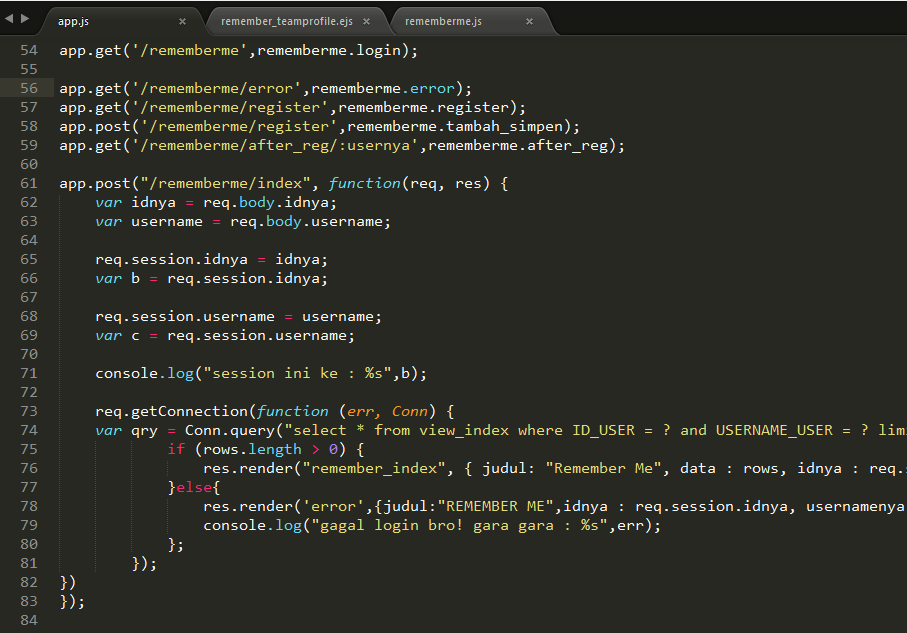 app.js × remember_teamprofile.ejs × rememberme.js ×
54 app.get('/rememberme',rememberme.login);
55
56 app.get('/rememberme/error',rememberme.error);
57 app.get('/rememberme/register',rememberme.register);
58 app.post('/rememberme/register',rememberme.tambah_simpen);
59 app.get('/rememberme/after_reg/:usernya',rememberme.after_reg);
60
61 app.post("/rememberme/index", function(req, res) {
62 var idnya = req.body.idnya;
63 var username = req.body.username;
64
65 req.session.idnya = idnya;
66 var b = req.session.idnya;
67
68 req.session.username = username;
69 var c = req.session.username;
70
71 console.log("session ini ke : %s",b);
72
73 req.getConnection(function (err, Conn) {
74 var qry = Conn.query("select * from view_index where ID_USER = ? and USERNAME_USER = ? lim
75 if (rows.length > 0) {
76 res.render("remember_index", { judul: "Remember Me", data : rows, idnya : req.s
77 }else{
78 res.render('error',{judul:"REMEMBER ME",idnya : req.session.idnya, usernamenya
79 console.log("gagal login bro! gara gara : %s",err);
80 };
81 });
82 })
83 });
84